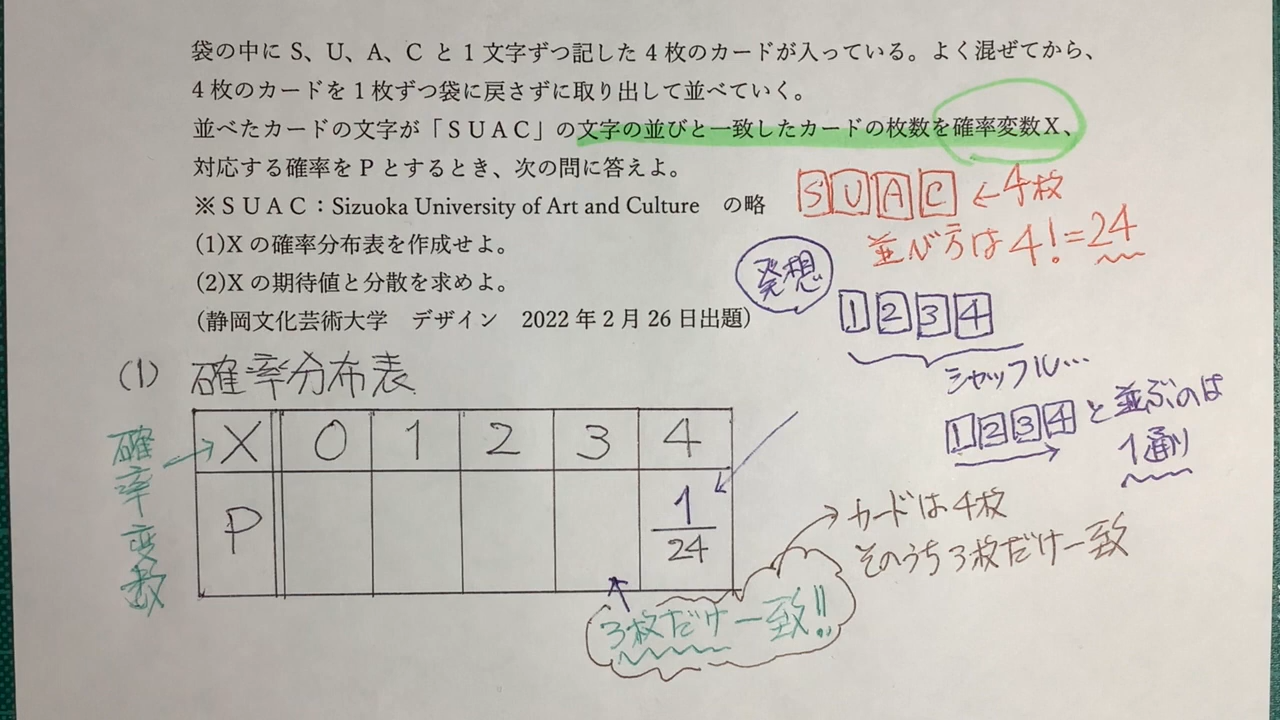 袋の中に S、U、A、C と 1 文字ずつ記した 4 枚のカードが入っている。よく混ぜてから、
4 枚のカードを 1 枚ずつ袋に戻さずに取り出して並べていく。
並べたカードの文字が「ＳＵＡＣ」の文字の並びと一致したカードの枚数を確率変数Ｘ、
対応する確率を P とするとき、次の問に答えよ。
※ＳＵＡＣ：Sizuoka University of Art and Culture の略
(1)X の確率分布表を作成せよ。
(2)X の期待値と分散を求めよ。
(静岡文化芸術大学 デザイン 2022 年 2 月 26 日出題)
S U A C ←4枚
並び方は 4!=24
発想
1 2 3 4
シャッフル…
1 2 3 4 と並ぶのは
1通り
(1) 確率分布表
確率変数
X 0 1 2 3 4
P 1/24
カードは4枚
そのうち3枚だけ一致
3枚だけ一致!!